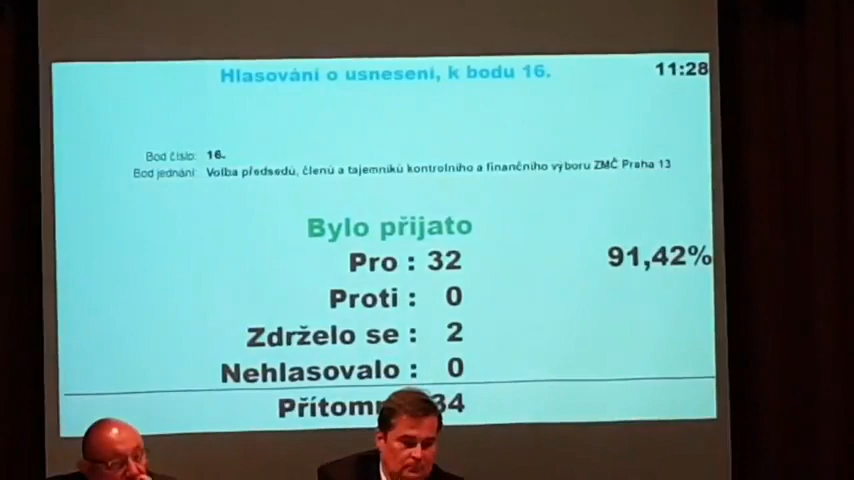 Hlasování o usnesení, k bodu 16.
11:28
Bod číslo: 16.
Bod jednání: Volba předsedů, členů a tajemníků kontrolního a finančního výboru ZMČ Praha 13
Bylo přijato
Pro : 32 91,42%
Proti : 0
Zdrželo se : 2
Nehlasovalo : 0
Přítomn 34